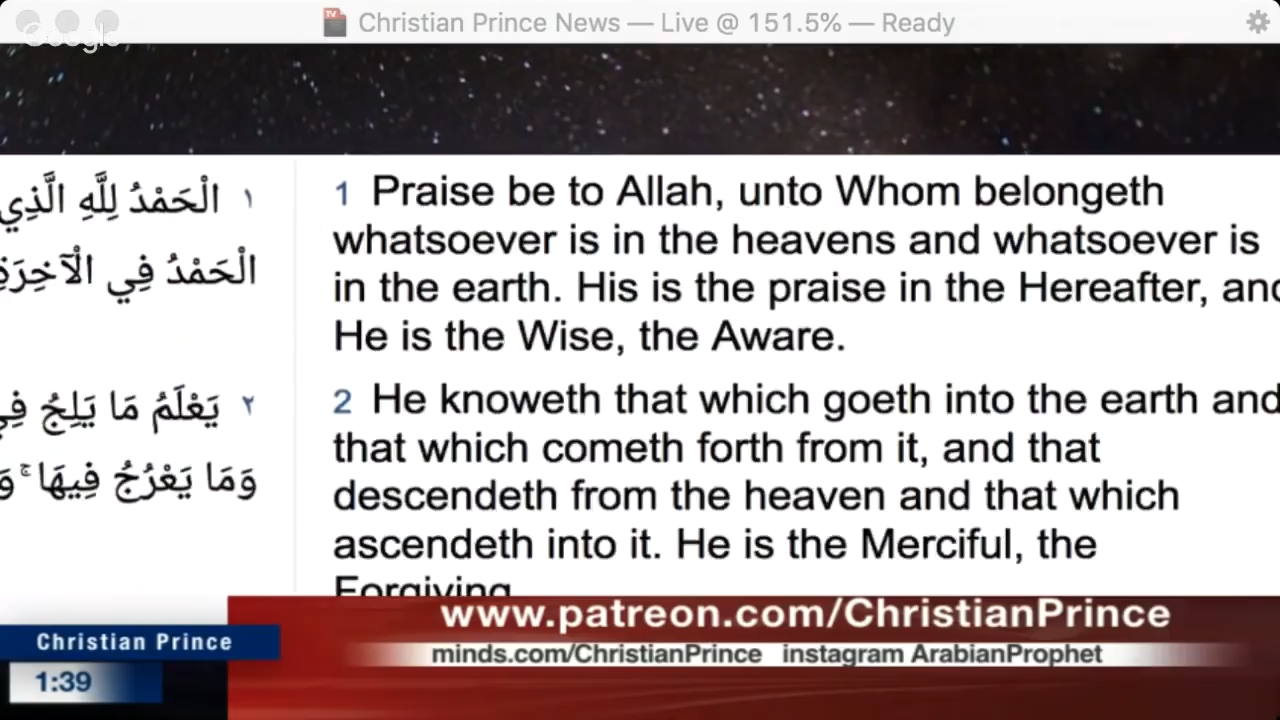 Christian Prince News — Live @ 151.5% — Ready
Google
١ الْحَمْدُ لِلَّهِ الَّذِي
الْحَمْدُ فِي الْآخِرَةِ
1 Praise be to Allah, unto Whom belongeth
whatsoever is in the heavens and whatsoever is
in the earth. His is the praise in the Hereafter, and
He is the Wise, the Aware.
٢ يَعْلَمُ مَا يَلِجُ فِي
وَمَا يَعْرُجُ فِيهَا ۚ وَ
2 He knoweth that which goeth into the earth and
that which cometh forth from it, and that
descendeth from the heaven and that which
ascendeth into it. He is the Merciful, the
Forgiving.
www.patreon.com/ChristianPrince
minds.com/ChristianPrince instagram ArabianProphet
Christian Prince
1:39